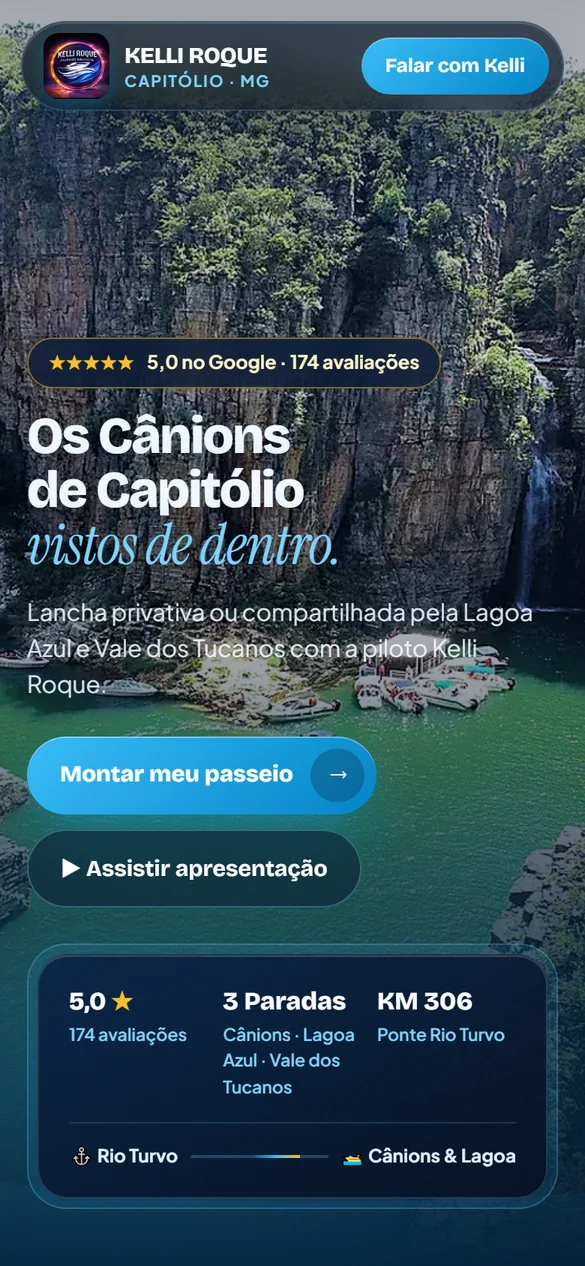 KELLI ROQUE
KELLI ROQUE
CAPITÓLIO · MG
Falar com Kelli
★★★★★ 5,0 no Google · 174 avaliações
Os Cânions
de Capitólio
vistos de dentro.
Lancha privativa ou compartilhada pela Lagoa
Azul e Vale dos Tucanos com a piloto Kelli
Roque.
Montar meu passeio →
▶ Assistir apresentação
5,0 ★
174 avaliações
3 Paradas
Cânions · Lagoa
Azul · Vale dos
Tucanos
KM 306
Ponte Rio Turvo
Rio Turvo
Cânions & Lagoa